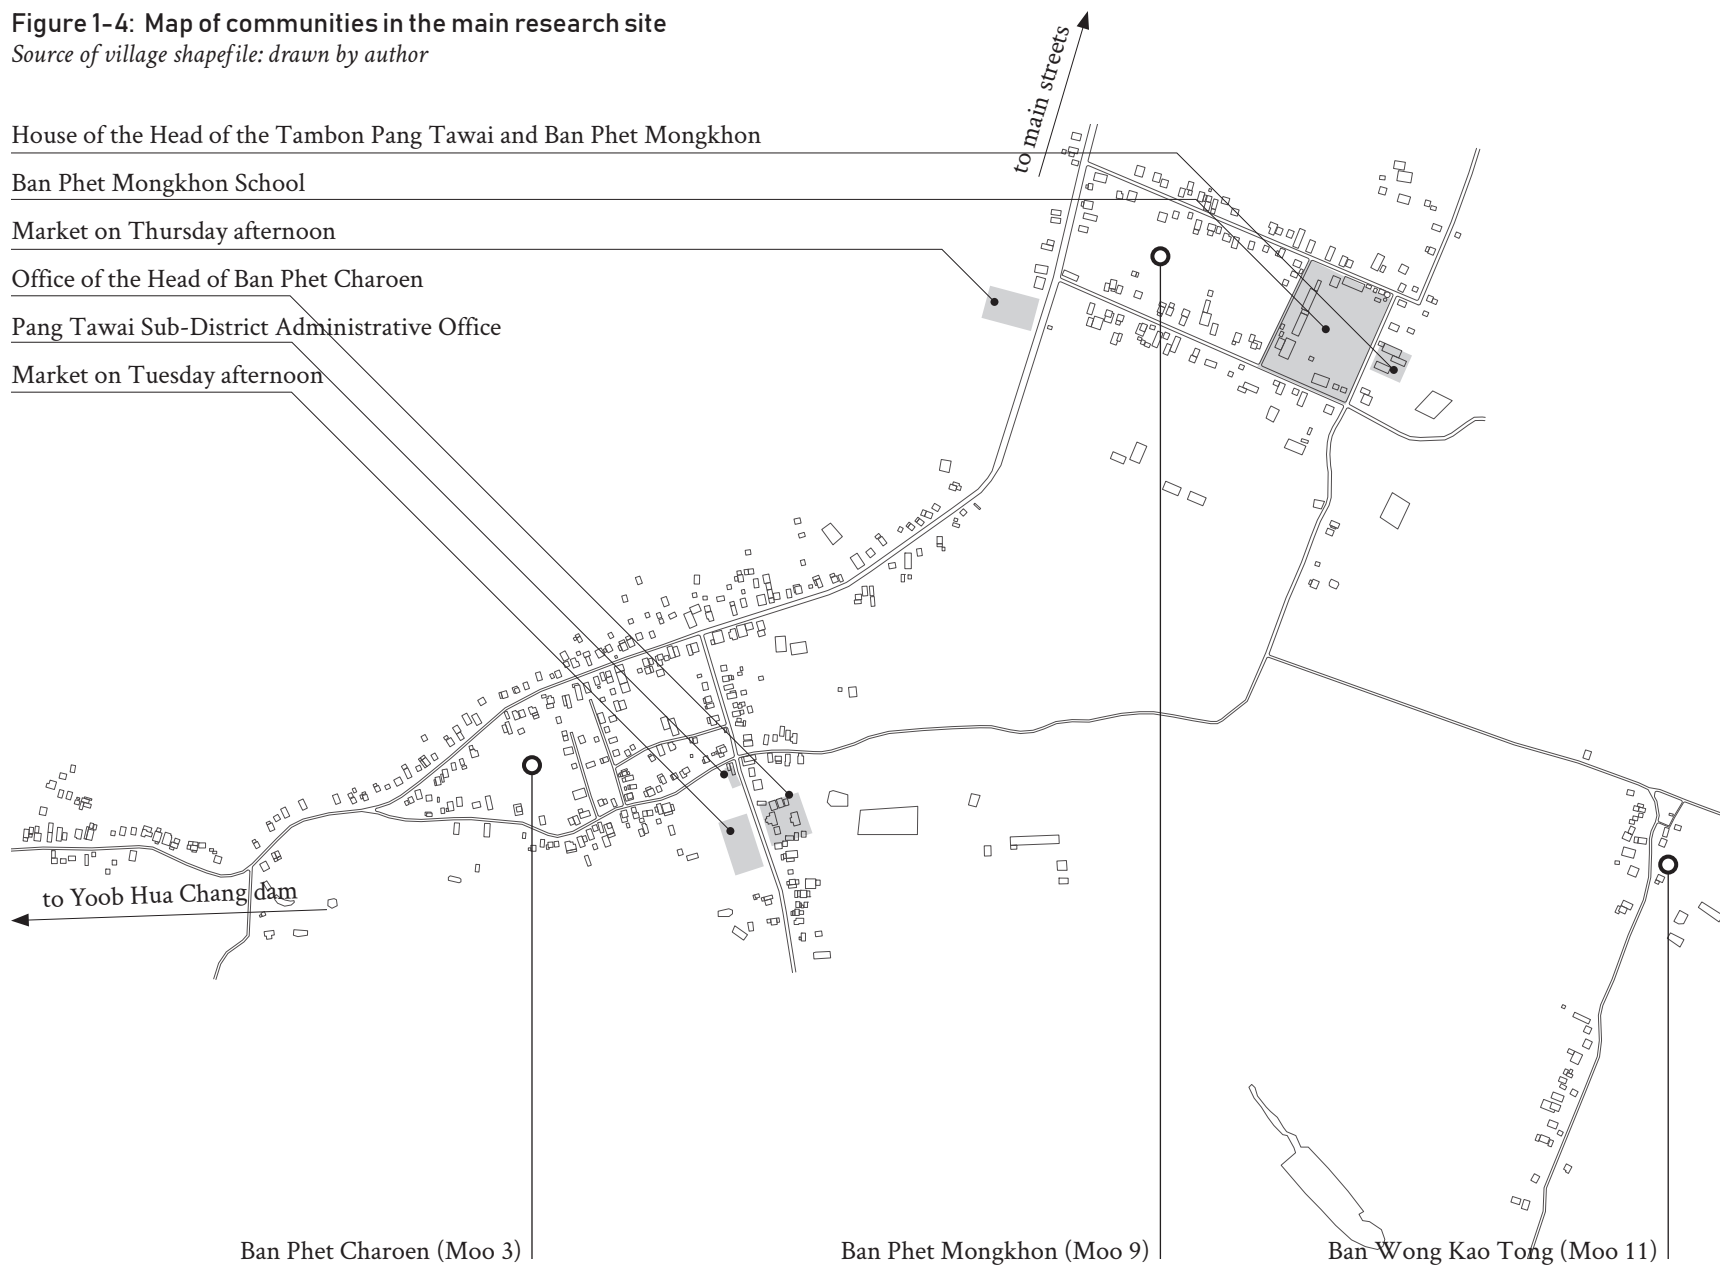 Figure 1-4: Map of communities in the main research site
Source of village shapefile: drawn by author
to main streets
House of the Head of the Tambon Pang Tawai and Ban Phet Mongkhon
Ban Phet Mongkhon School
Market on Thursday afternoon
Office of the Head of Ban Phet Charoen
Pang Tawai Sub-District Administrative Office
Market on Tuesday afternoon
to Yoob Hua Chang dam
Ban Phet Charoen (Moo 3)
Ban Phet Mongkhon (Moo 9)
Ban Wong Kao Tong (Moo 11)